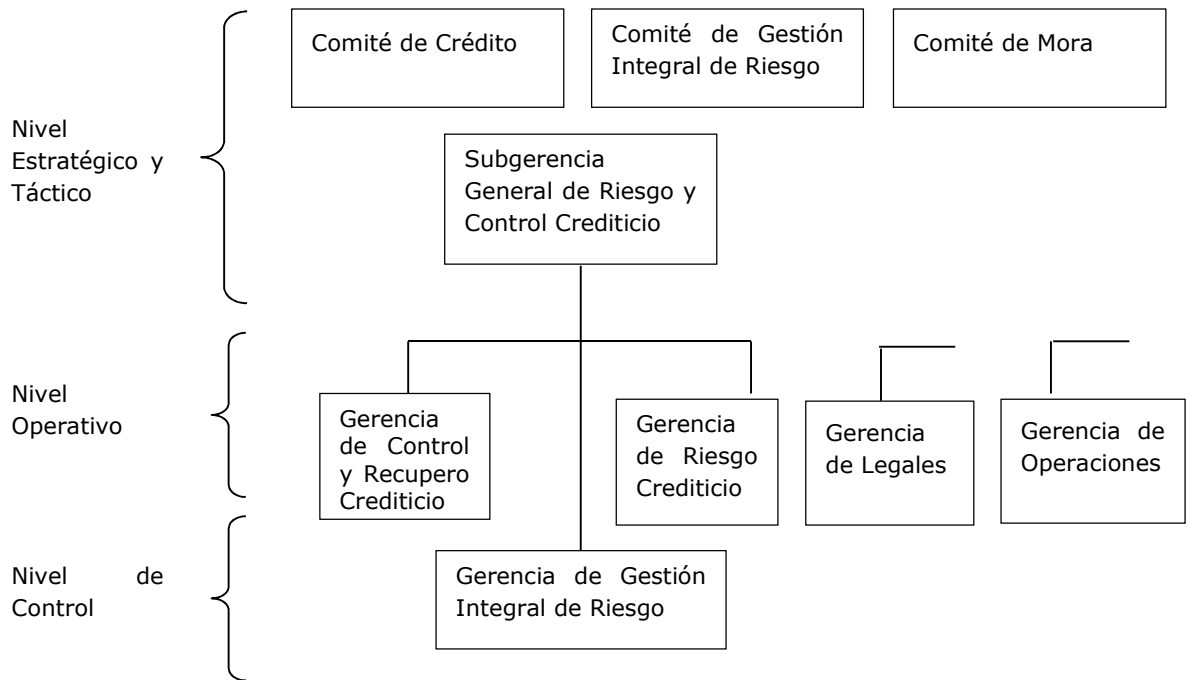 Comité de Crédito
Comité de Gestión
Integral de Riesgo
Comité de Mora
Nivel
Estratégico y
Táctico
Subgerencia
General de Riesgo y
Control Crediticio
Nivel
Operativo
Gerencia
de Control
y Recupero
Crediticio
Gerencia
de Riesgo
Crediticio
Gerencia
de Legales
Gerencia de
Operaciones
Nivel de
Control
Gerencia de Gestión
Integral de Riesgo